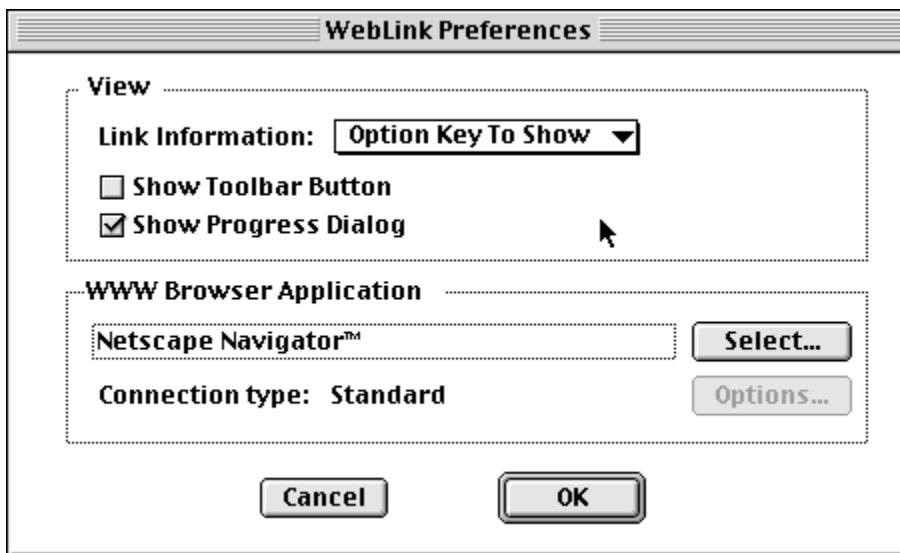 WebLink Preferences
View
Link Information: Option Key To Show
Show Toolbar Button
Show Progress Dialog
WWW Browser Application
Netscape Navigator™ Select...
Connection type: Standard Options...
Cancel OK